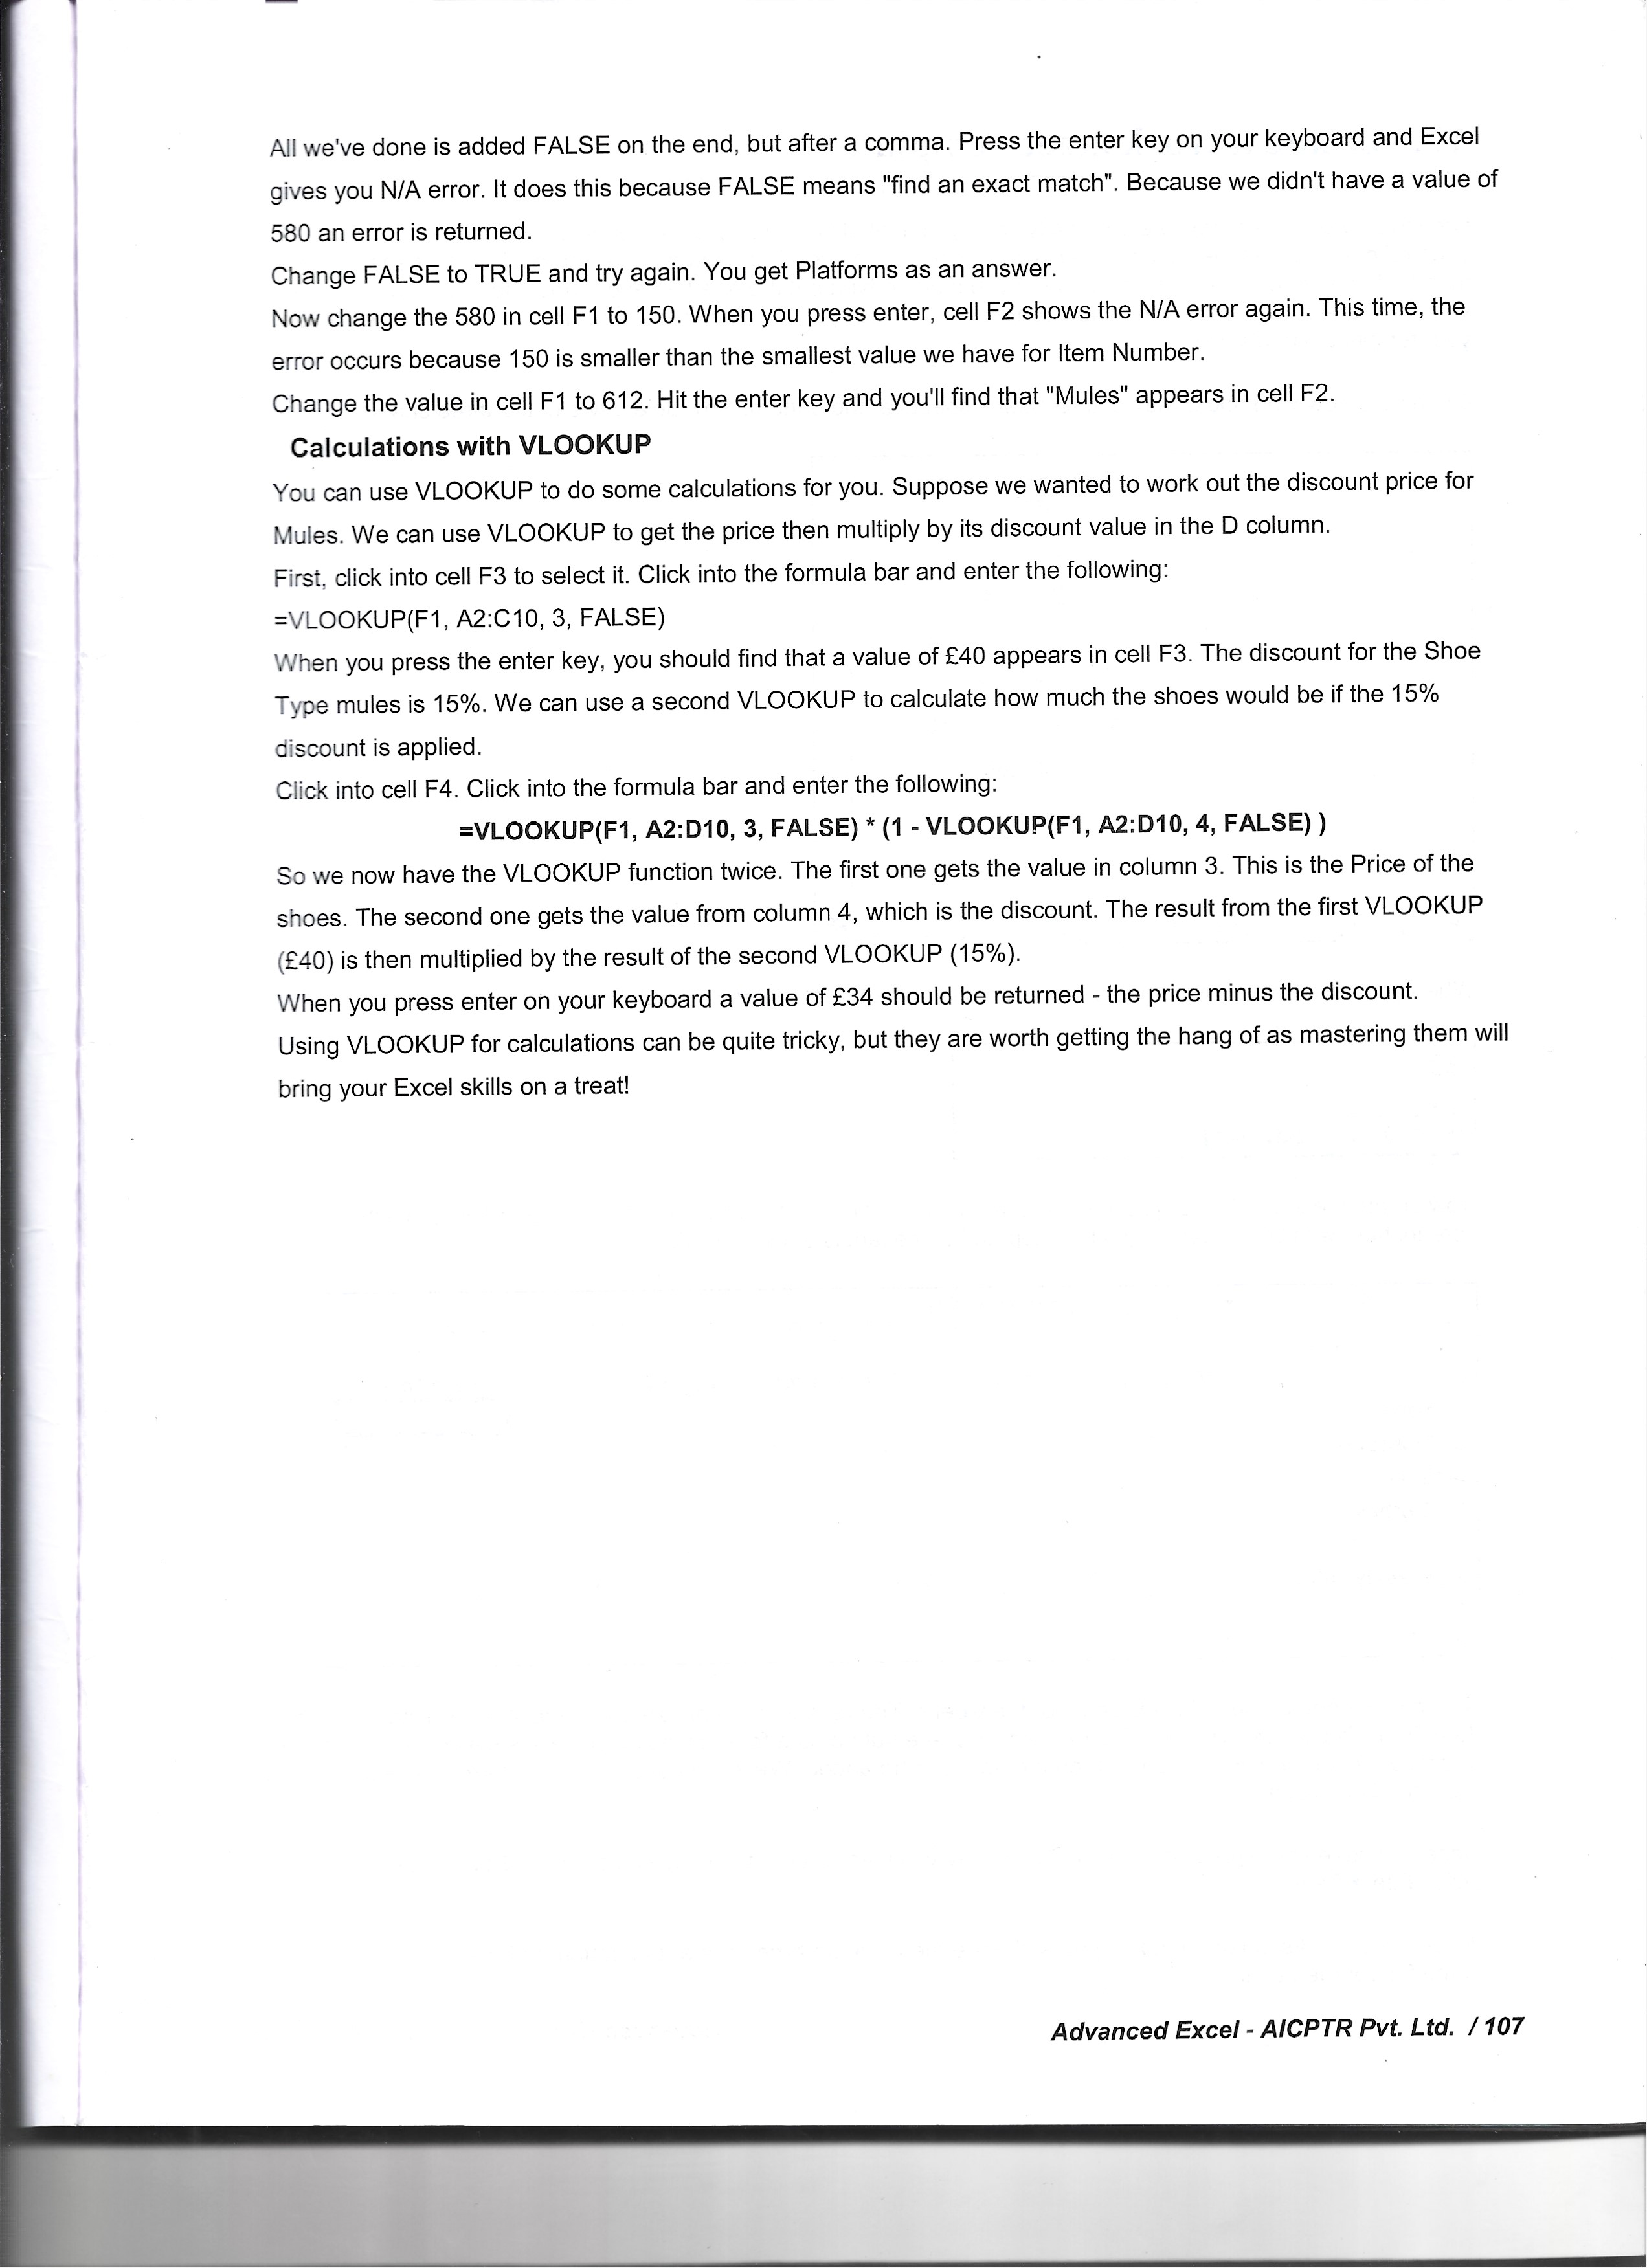 All we've done is added FALSE on the end, but after a comma. Press the enter key on your keyboard and Excel
gives you N/A error. It does this because FALSE means "find an exact match". Because we didn't have a value of
580 an error is returned.
Change FALSE to TRUE and try again. You get Platforms as an answer.
Now change the 580 in cell F1 to 150. When you press enter, cell F2 shows the N/A error again. This time, the
error occurs because 150 is smaller than the smallest value we have for Item Number.
Change the value in cell F1 to 612. Hit the enter key and you'll find that "Mules" appears in cell F2.
Calculations with VLOOKUP
You can use VLOOKUP to do some calculations for you. Suppose we wanted to work out the discount price for
Mules. We can use VLOOKUP to get the price then multiply by its discount value in the D column.
First, click into cell F3 to select it. Click into the formula bar and enter the following:
=VLOOKUP(F1, A2:C10, 3, FALSE)
When you press the enter key, you should find that a value of £40 appears in cell F3. The discount for the Shoe
Type mules is 15%. We can use a second VLOOKUP to calculate how much the shoes would be if the 15%
discount is applied.
Click into cell F4. Click into the formula bar and enter the following:
=VLOOKUP(F1, A2:D10, 3, FALSE) * (1 - VLOOKUP(F1, A2:D10, 4, FALSE) )
So we now have the VLOOKUP function twice. The first one gets the value in column 3. This is the Price of the
shoes. The second one gets the value from column 4, which is the discount. The result from the first VLOOKUP
(£40) is then multiplied by the result of the second VLOOKUP (15%).
When you press enter on your keyboard a value of £34 should be returned - the price minus the discount.
Using VLOOKUP for calculations can be quite tricky, but they are worth getting the hang of as mastering them will
bring your Excel skills on a treat!
Advanced Excel - AICPTR Pvt. Ltd. / 107